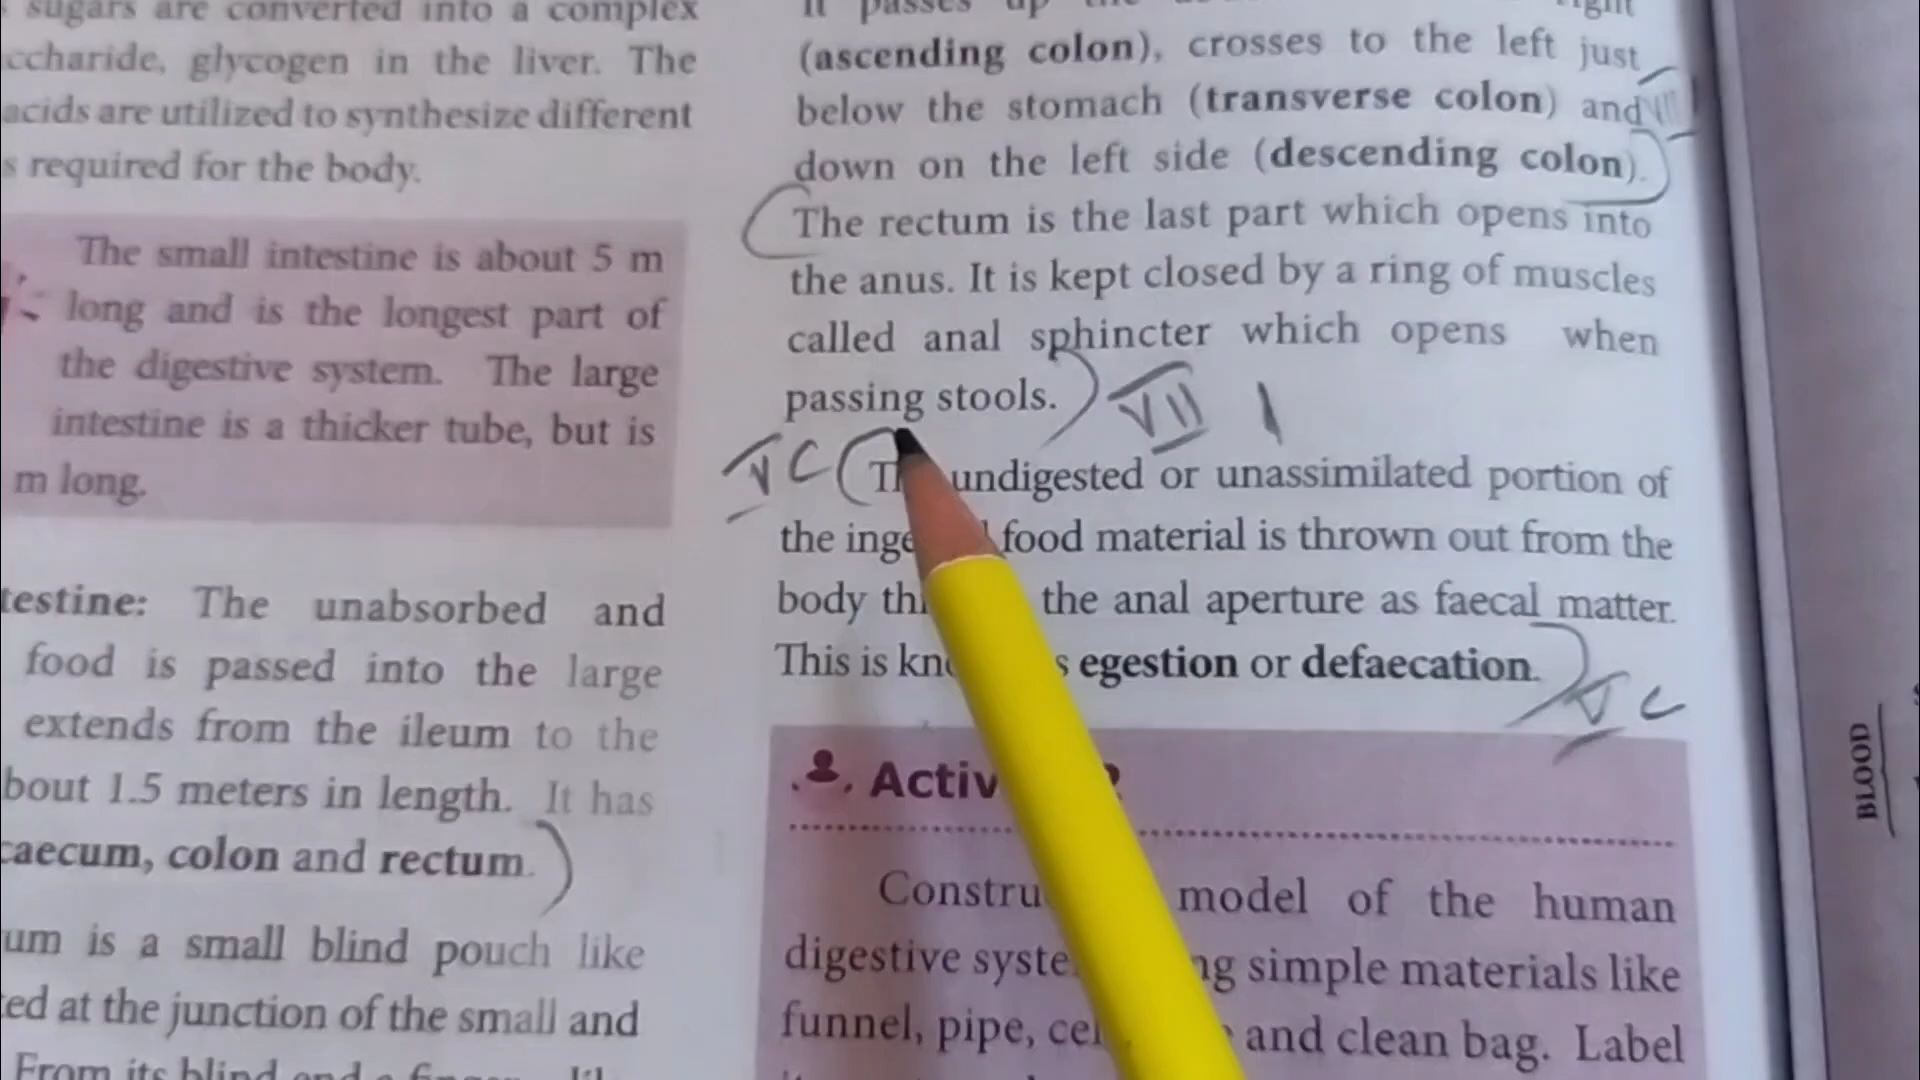 sugars are converted into a complex
ccharide, glycogen in the liver. The
acids are utilized to synthesize different
s required for the body.
The small intestine is about 5 m
long and is the longest part of
the digestive system. The large
intestine is a thicker tube, but is
m long.
testine: The unabsorbed and
food is passed into the large
extends from the ileum to the
bout 1.5 meters in length. It has
caecum, colon and rectum.
um is a small blind pouch like
ed at the junction of the small and
From its blind end a
It passes up the
(ascending colon), crosses to the left just
below the stomach (transverse colon) and
down on the left side (descending colon).
The rectum is the last part which opens into
the anus. It is kept closed by a ring of muscles
called anal sphincter which opens when
passing stools. VII I
V C T undigested or unassimilated portion of
the inge food material is thrown out from the
body th the anal aperture as faecal matter.
This is kn s egestion or defaecation.
V C
Activ
Constru model of the human
digestive syste ng simple materials like
funnel, pipe, cel and clean bag. Label
BLOOD